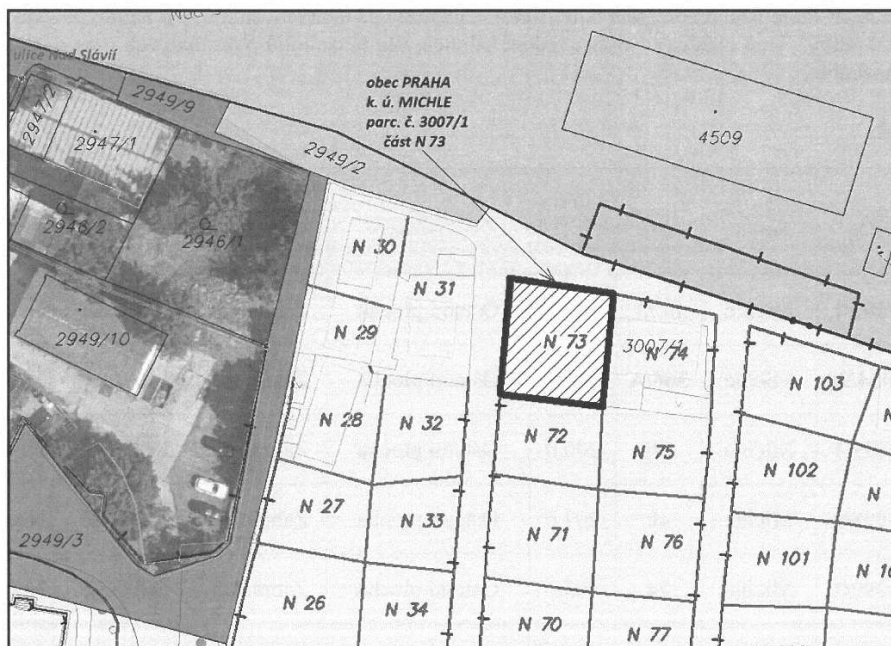 ulice Nad Slávií
2949/9
2947/2
2947/1
2949/2
obec PRAHA
k. ú. MICHLE
parc. č. 3007/1
část N 73
4509
2946/2
2946/1
N 30
N 31
2949/10
N 29
N 73
3007/1
N 74
N 103
N 28
N 32
N 72
N 75
N
N 102
N 27
N 33
N 71
N 76
N
2949/3
N 101
N 26
N 34
N 70
N 77